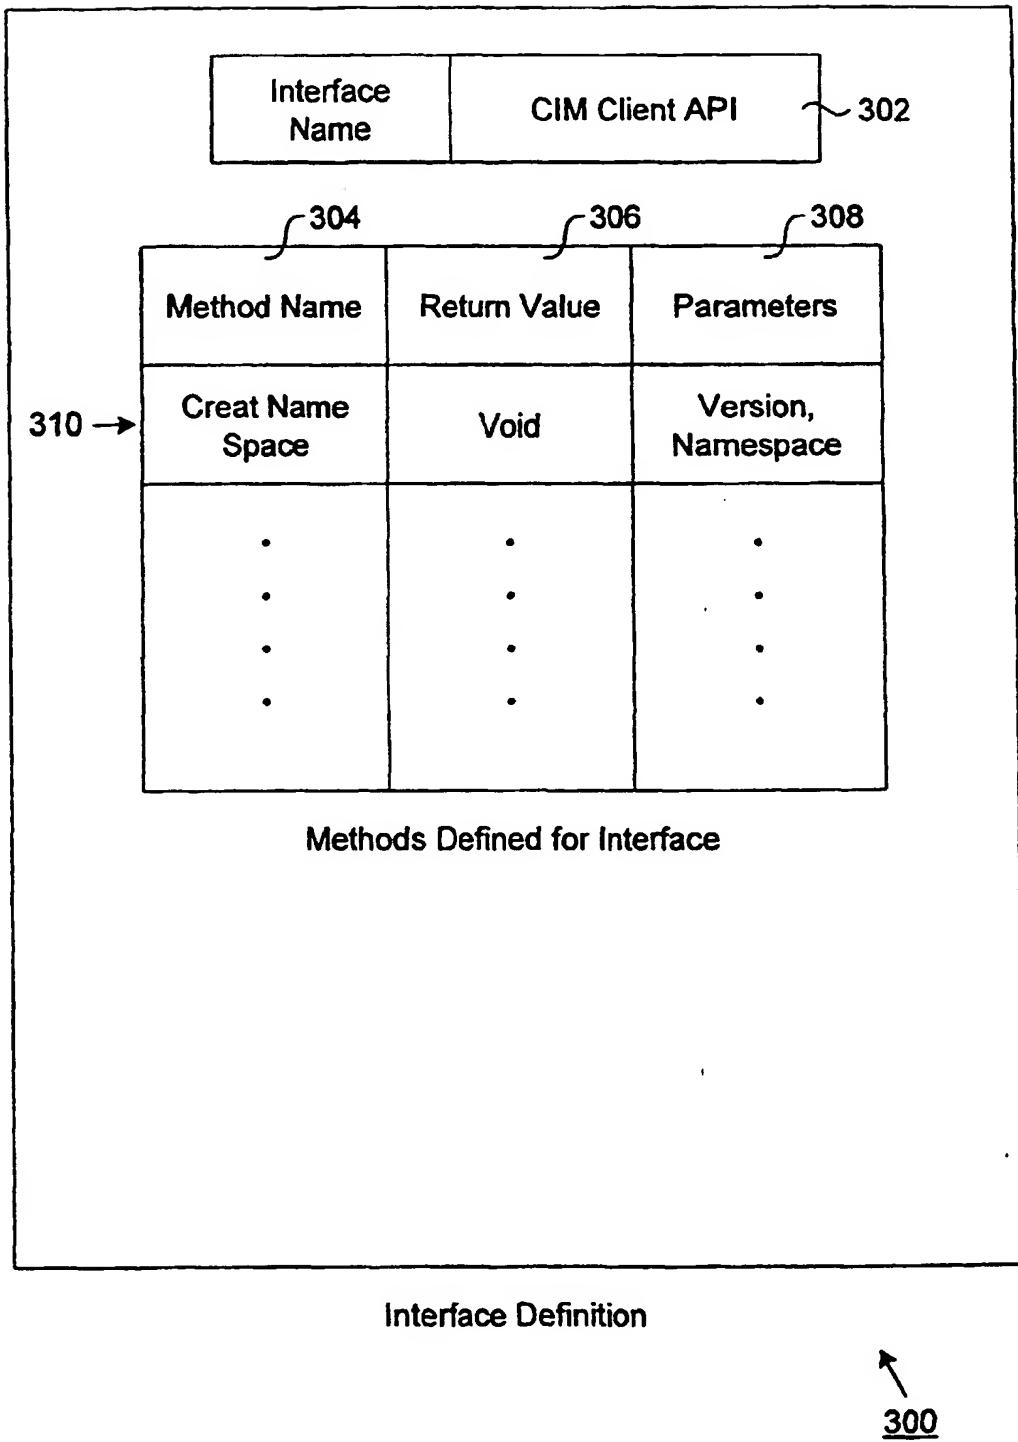 Interface
Name
CIM Client API
302
304
306
308
Method Name
Return Value
Parameters
310
Creat Name
Space
Void
Version,
Namespace
Methods Defined for Interface
Interface Definition
300